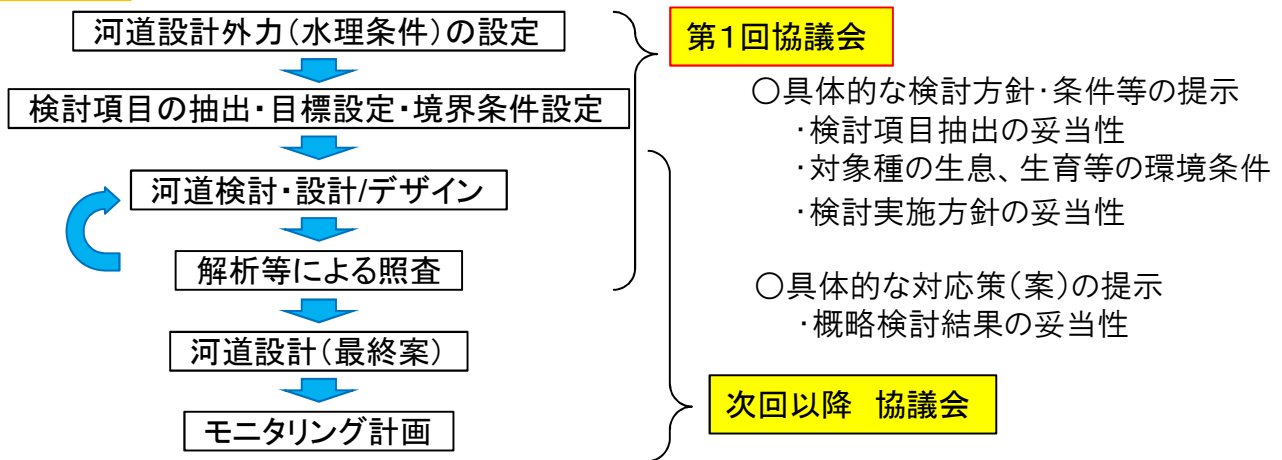 河道設計外力(水理条件)の設定
検討項目の抽出・目標設定・境界条件設定
河道検討・設計/デザイン
解析等による照査
河道設計(最終案)
モニタリング計画
第1回協議会
○具体的な検討方針・条件等の提示
・検討項目抽出の妥当性
・対象種の生息、生育等の環境条件
・検討実施方針の妥当性
○具体的な対応策(案)の提示
・概略検討結果の妥当性
次回以降 協議会